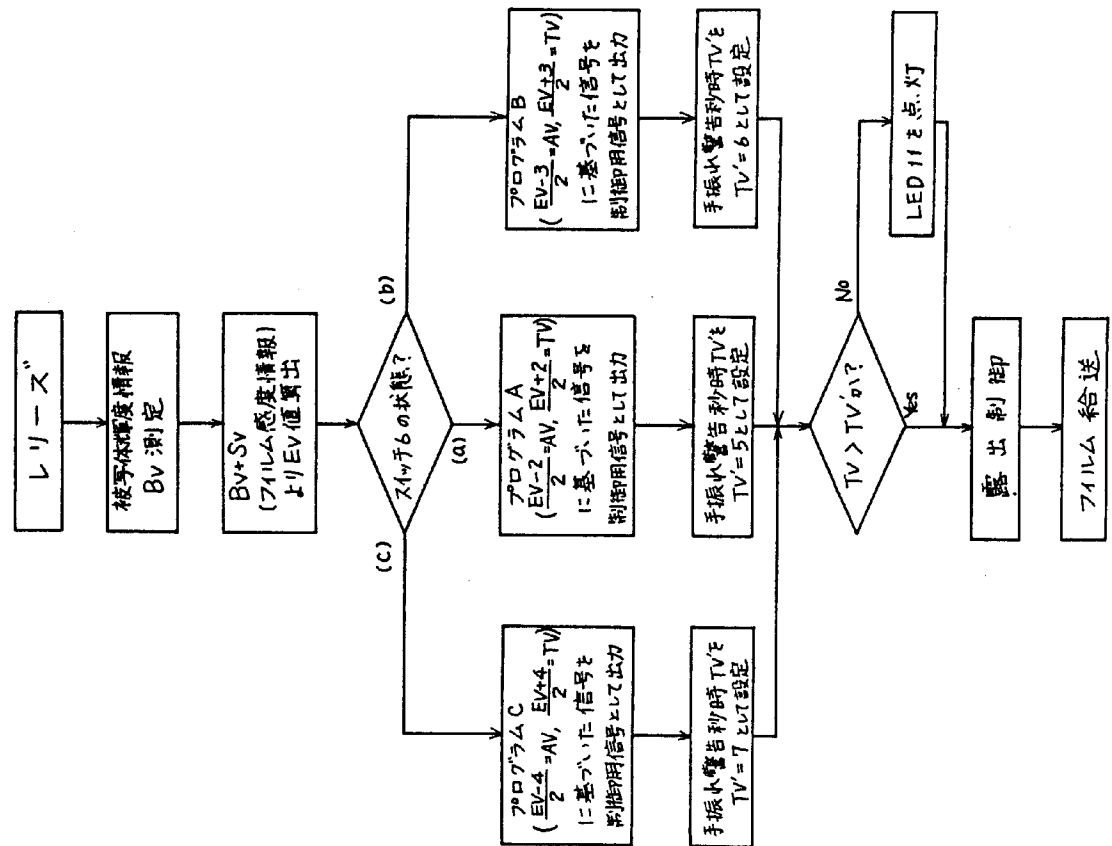 レリーズ
被写体輝度情報
BV 測定
BV+SV
(フィルム感度情報)
よりEV値算出
スイッチ6の状態?
(c)
(a)
(b)
プログラムC
(EV-4/2=AV, EV+4/2=TV)
に基づいた信号を
制御用信号として出力
プログラムA
(EV-2/2=AV, EV+2/2=TV)
に基づいた信号を
制御用信号として出力
プログラムB
(EV-3/2=AV, EV+3/2=TV)
に基づいた信号を
制御用信号として出力
手振れ警告秒時TV'を
TV'=7として設定
手振れ警告秒時TV'を
TV'=5として設定
手振れ警告秒時TV'を
TV'=6として設定
TV>TV'か?
No
Yes
LED11を点灯
露出制御
フィルム給送